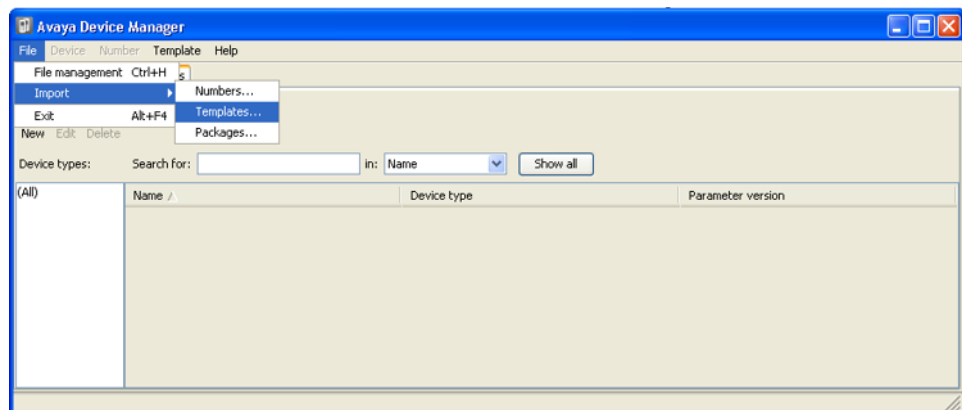 Avaya Device Manager
File Device Number Template Help
File management Ctrl+H
Import
Numbers...
Templates...
Packages...
Exit Alt+F4
New Edit Delete
Device types: Search for: in: Name Show all
(All)
Name Device type Parameter version